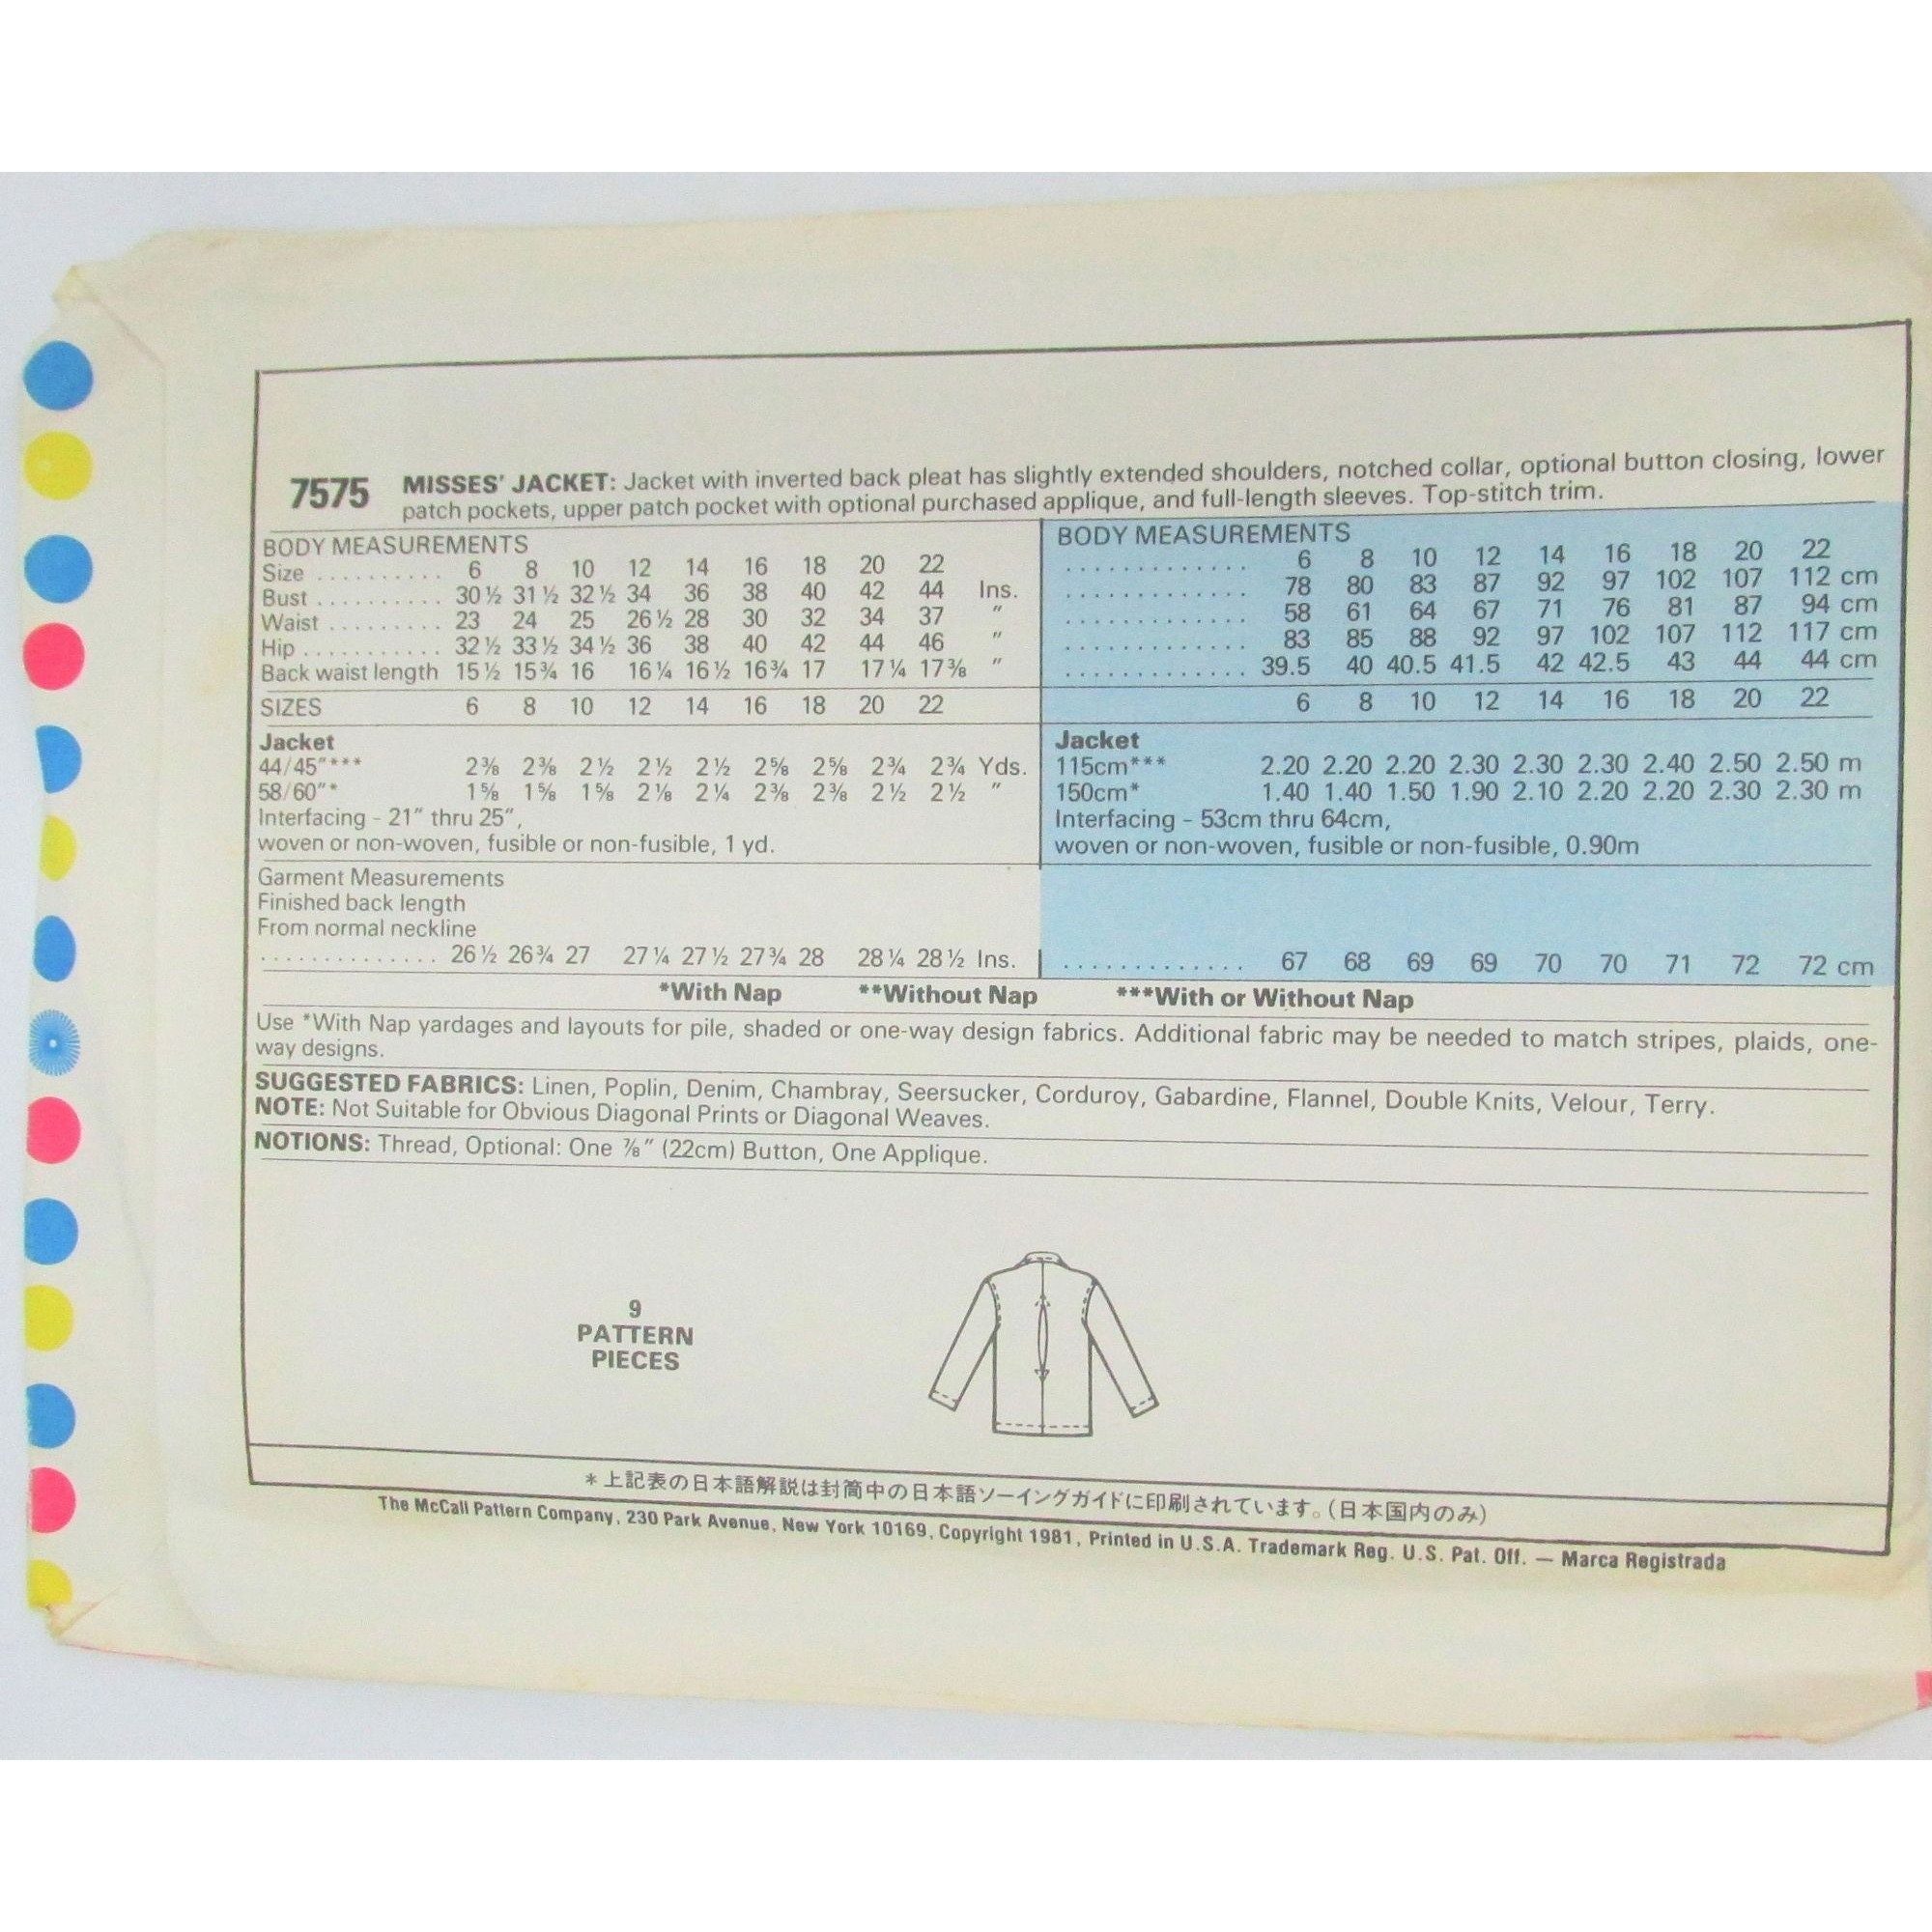 7575 MISSES' JACKET: Jacket with inverted back pleat has slightly extended shoulders, notched collar, optional button closing, lower
patch pockets, upper patch pocket with optional purchased applique, and full-length sleeves. Top-stitch trim.
BODY MEASUREMENTS
Size .......... 6 8 10 12 14 16 18 20 22
Bust .......... 30½ 31½ 32½ 34 36 38 40 42 44 Ins.
Waist ......... 23 24 25 26½ 28 30 32 34 37 "
Hip ........... 32½ 33½ 34½ 36 38 40 42 44 46 "
Back waist length 15½ 15¾ 16 16¼ 16½ 16¾ 17 17¼ 17⅜ "
SIZES 6 8 10 12 14 16 18 20 22
Jacket
44/45"*** 2⅜ 2⅜ 2½ 2½ 2½ 2⅝ 2⅝ 2¾ 2¾ Yds.
58/60"* 1⅝ 1⅝ 1⅝ 2⅛ 2¼ 2⅜ 2⅜ 2½ 2½ "
Interfacing - 21" thru 25",
woven or non-woven, fusible or non-fusible, 1 yd.
Garment Measurements
Finished back length
From normal neckline
.............. 26½ 26¾ 27 27¼ 27½ 27¾ 28 28¼ 28½ Ins.
BODY MEASUREMENTS
............. 6 8 10 12 14 16 18 20 22
............. 78 80 83 87 92 97 102 107 112 cm
............. 58 61 64 67 71 76 81 87 94 cm
............. 83 85 88 92 97 102 107 112 117 cm
............. 39.5 40 40.5 41.5 42 42.5 43 44 44 cm
6 8 10 12 14 16 18 20 22
Jacket
115cm*** 2.20 2.20 2.20 2.30 2.30 2.30 2.40 2.50 2.50 m
150cm* 1.40 1.40 1.50 1.90 2.10 2.20 2.20 2.30 2.30 m
Interfacing - 53cm thru 64cm,
woven or non-woven, fusible or non-fusible, 0.90m
............. 67 68 69 69 70 70 71 72 72 cm
*With Nap **Without Nap ***With or Without Nap
Use *With Nap yardages and layouts for pile, shaded or one-way design fabrics. Additional fabric may be needed to match stripes, plaids, one-
way designs.
SUGGESTED FABRICS: Linen, Poplin, Denim, Chambray, Seersucker, Corduroy, Gabardine, Flannel, Double Knits, Velour, Terry.
NOTE: Not Suitable for Obvious Diagonal Prints or Diagonal Weaves.
NOTIONS: Thread, Optional: One ⅞" (22cm) Button, One Applique.
9
PATTERN
PIECES
*上記表の日本語解説は封筒中の日本語ソーイングガイドに印刷されています。(日本国内のみ)
The McCall Pattern Company, 230 Park Avenue, New York 10169, Copyright 1981, Printed in U.S.A. Trademark Reg. U.S. Pat. Off. — Marca Registrada